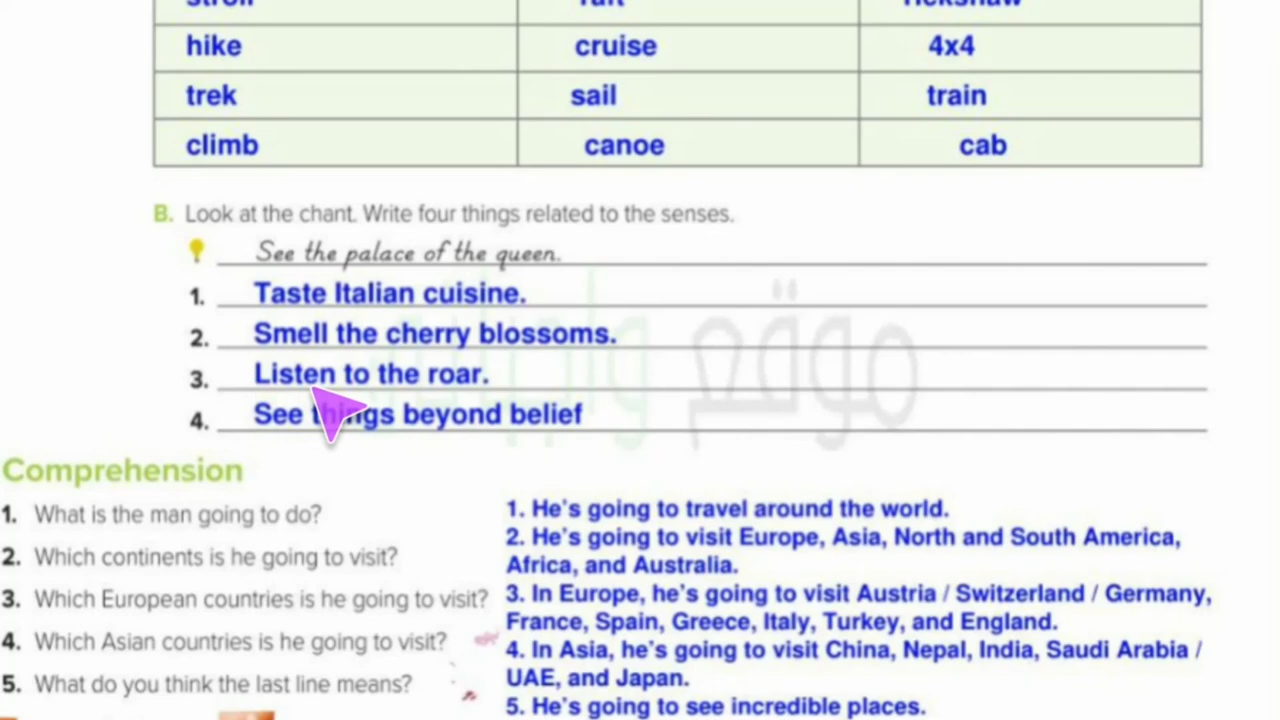 stroll raft rickshaw
hike cruise 4x4
trek sail train
climb canoe cab
B. Look at the chant. Write four things related to the senses.
See the palace of the queen.
1. Taste Italian cuisine.
2. Smell the cherry blossoms.
3. Listen to the roar.
4. See things beyond belief
موقع واجباتي
Comprehension
1. What is the man going to do?
2. Which continents is he going to visit?
3. Which European countries is he going to visit?
4. Which Asian countries is he going to visit?
5. What do you think the last line means?
1. He's going to travel around the world.
2. He's going to visit Europe, Asia, North and South America,
Africa, and Australia.
3. In Europe, he's going to visit Austria / Switzerland / Germany,
France, Spain, Greece, Italy, Turkey, and England.
4. In Asia, he's going to visit China, Nepal, India, Saudi Arabia /
UAE, and Japan.
5. He's going to see incredible places.